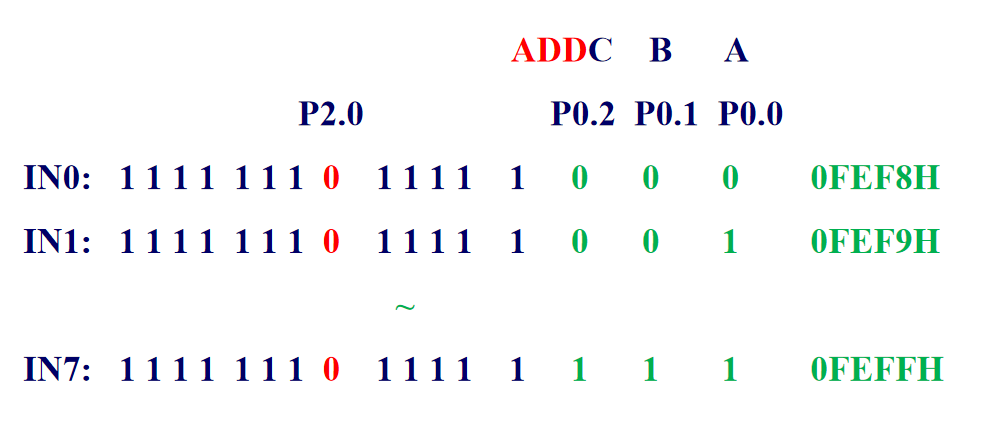 ADDC B A
P2.0 P0.2 P0.1 P0.0
IN0: 1 1 1 1 1 1 1 0 1 1 1 1 1 0 0 0 0FEF8H
IN1: 1 1 1 1 1 1 1 0 1 1 1 1 1 0 0 1 0FEF9H
~
IN7: 1 1 1 1 1 1 1 0 1 1 1 1 1 1 1 1 0FEFFH